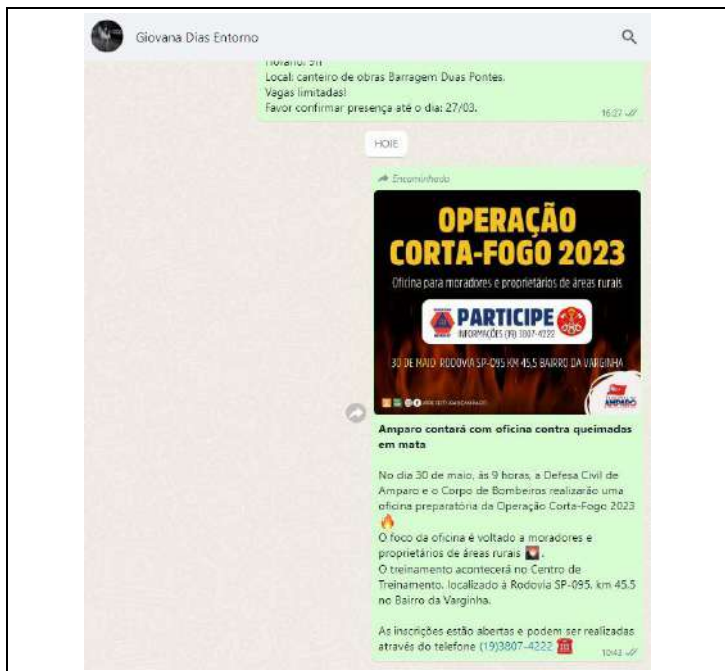 Giovana Dias Entorno
Horário: 9h
Local: canteiro de obras Barragem Duas Pontes.
Vagas limitadas!
Favor confirmar presença até o dia: 27/03.
16:27
HOJE
Encaminhada
OPERAÇÃO
CORTA-FOGO 2023
Oficina para moradores e proprietários de áreas rurais
PARTICIPE
INFORMAÇÕES (19) 3807-4222
30 DE MAIO RODOVIA SP-095 KM 45,5 BAIRRO DA VARGINHA
AMPARO
Amparo contará com oficina contra queimadas
em mata
No dia 30 de maio, às 9 horas, a Defesa Civil de
Amparo e o Corpo de Bombeiros realizarão uma
oficina preparatória da Operação Corta-Fogo 2023
🔥
O foco da oficina é voltado a moradores e
proprietários de áreas rurais 🌄.
O treinamento acontecerá no Centro de
Treinamento, localizado à Rodovia SP-095, km 45,5
no Bairro da Varginha.
As inscrições estão abertas e podem ser realizadas
através do telefone (19)3807-4222 ☎️
10:43